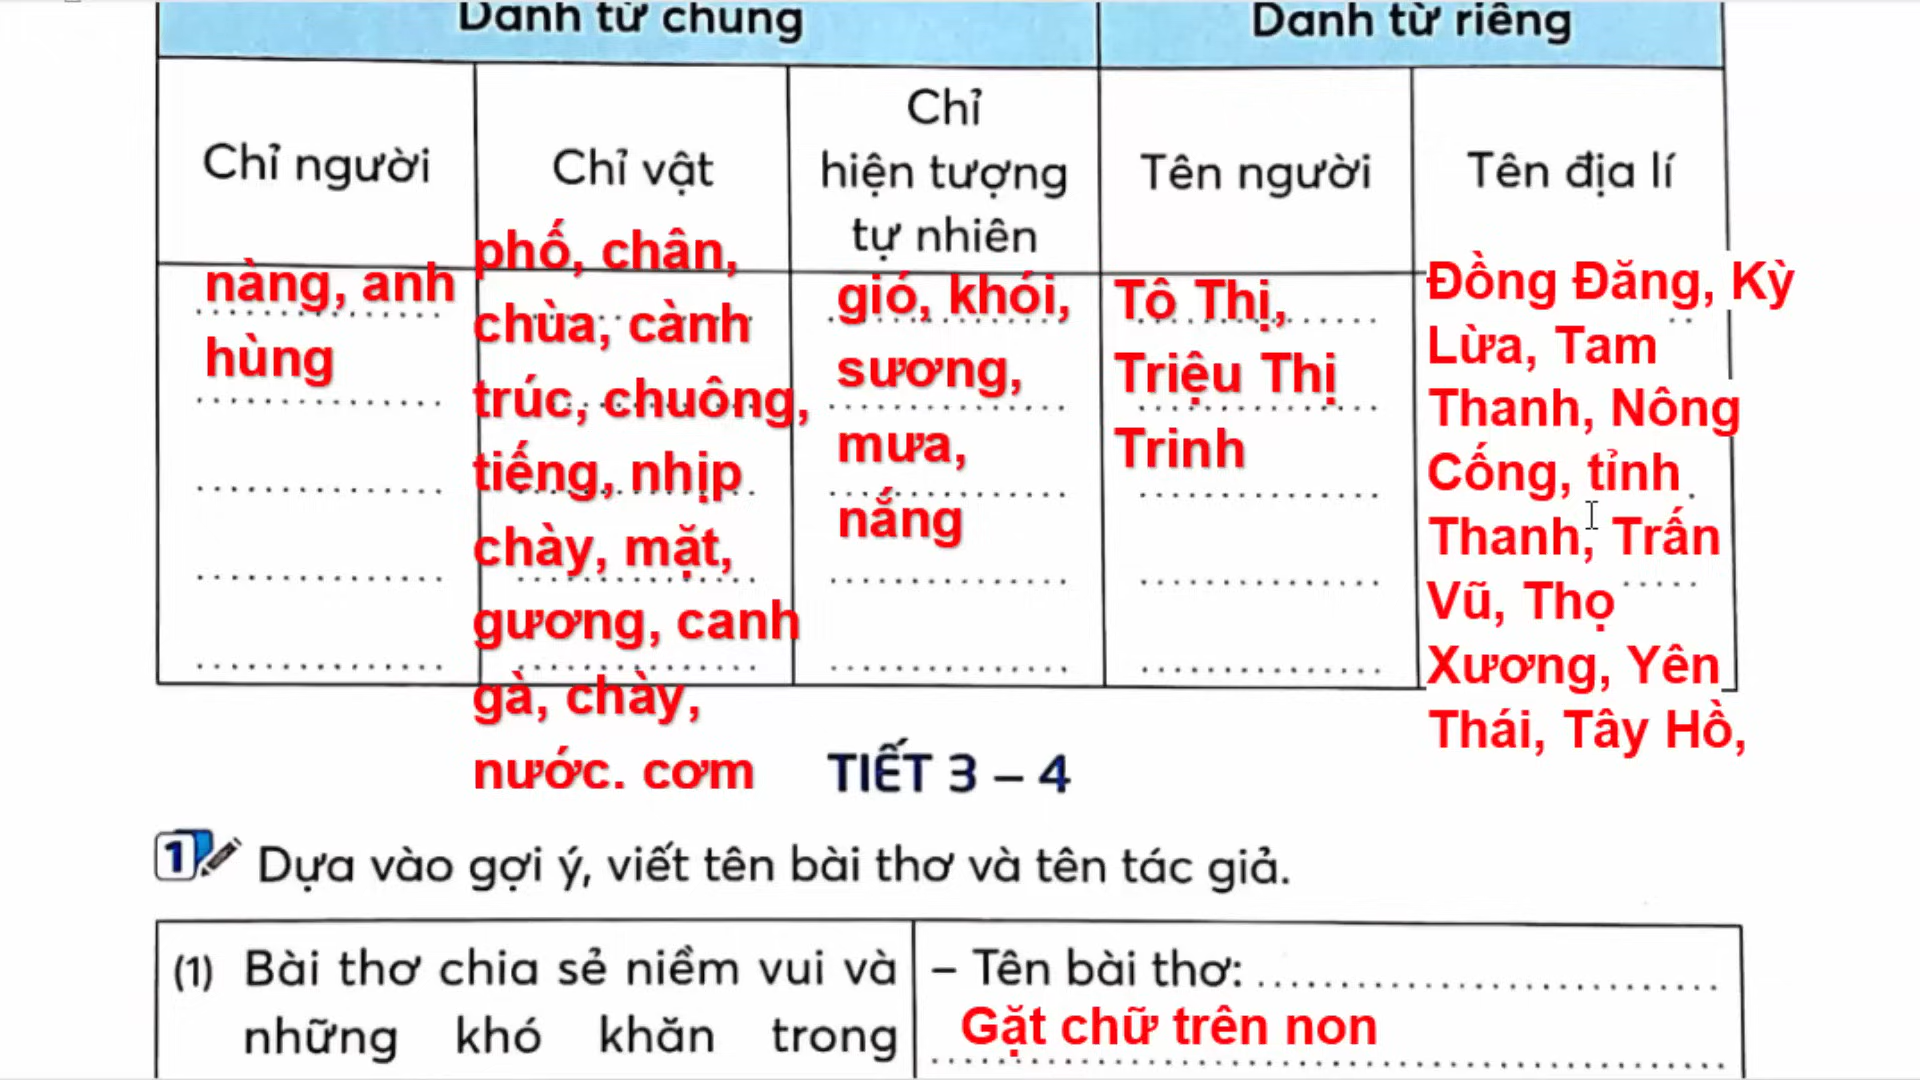 Danh từ chung
Danh từ riêng
Chỉ người
Chỉ vật
Chỉ
hiện tượng
tự nhiên
Tên người
Tên địa lí
nàng, anh
hùng
phố, chân,
chùa, cành
trúc, chuông,
tiếng, nhịp
chày, mặt,
gương, canh
gà, chày,
nước. cơm
gió, khói,
sương,
mưa,
nắng
Tô Thị,
Triệu Thị
Trinh
Đồng Đăng, Kỳ
Lừa, Tam
Thanh, Nông
Cống, tỉnh
Thanh, Trấn
Vũ, Thọ
Xương, Yên
Thái, Tây Hồ,
TIẾT 3 – 4
1 Dựa vào gợi ý, viết tên bài thơ và tên tác giả.
(1) Bài thơ chia sẻ niềm vui và
những khó khăn trong
– Tên bài thơ: ........................
Gặt chữ trên non